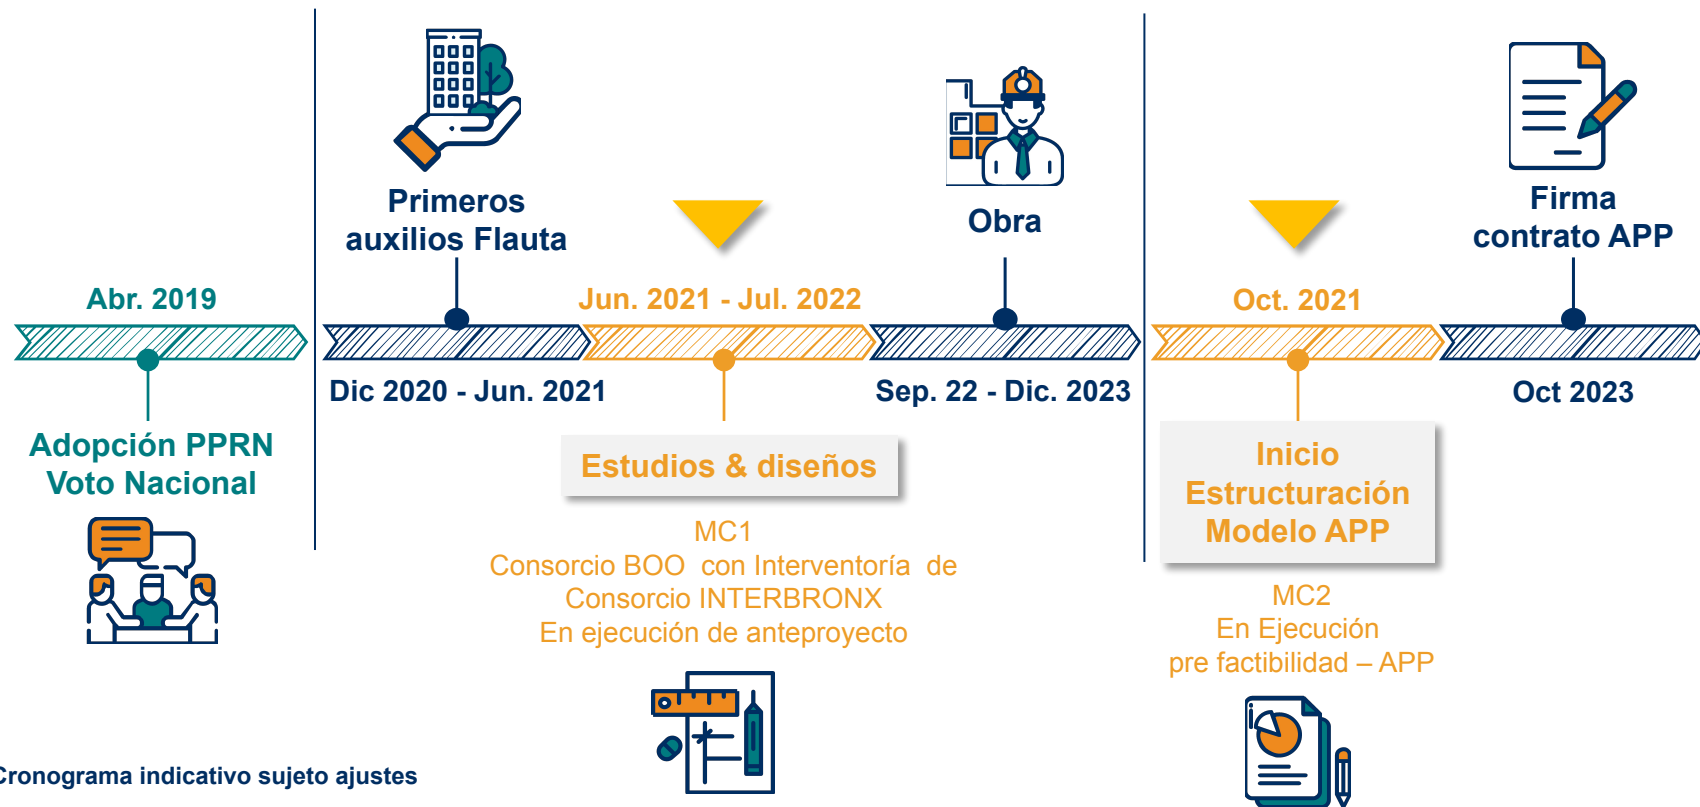 Abr. 2019
Adopción PPRN
Voto Nacional
Primeros
auxilios Flauta
Dic 2020 - Jun. 2021
Jun. 2021 - Jul. 2022
Estudios & diseños
MC1
Consorcio BOO con Interventoría de
Consorcio INTERBRONX
En ejecución de anteproyecto
Obra
Sep. 22 - Dic. 2023
Oct. 2021
Inicio
Estructuración
Modelo APP
MC2
En Ejecución
pre factibilidad – APP
Firma
contrato APP
Oct 2023
Cronograma indicativo sujeto ajustes